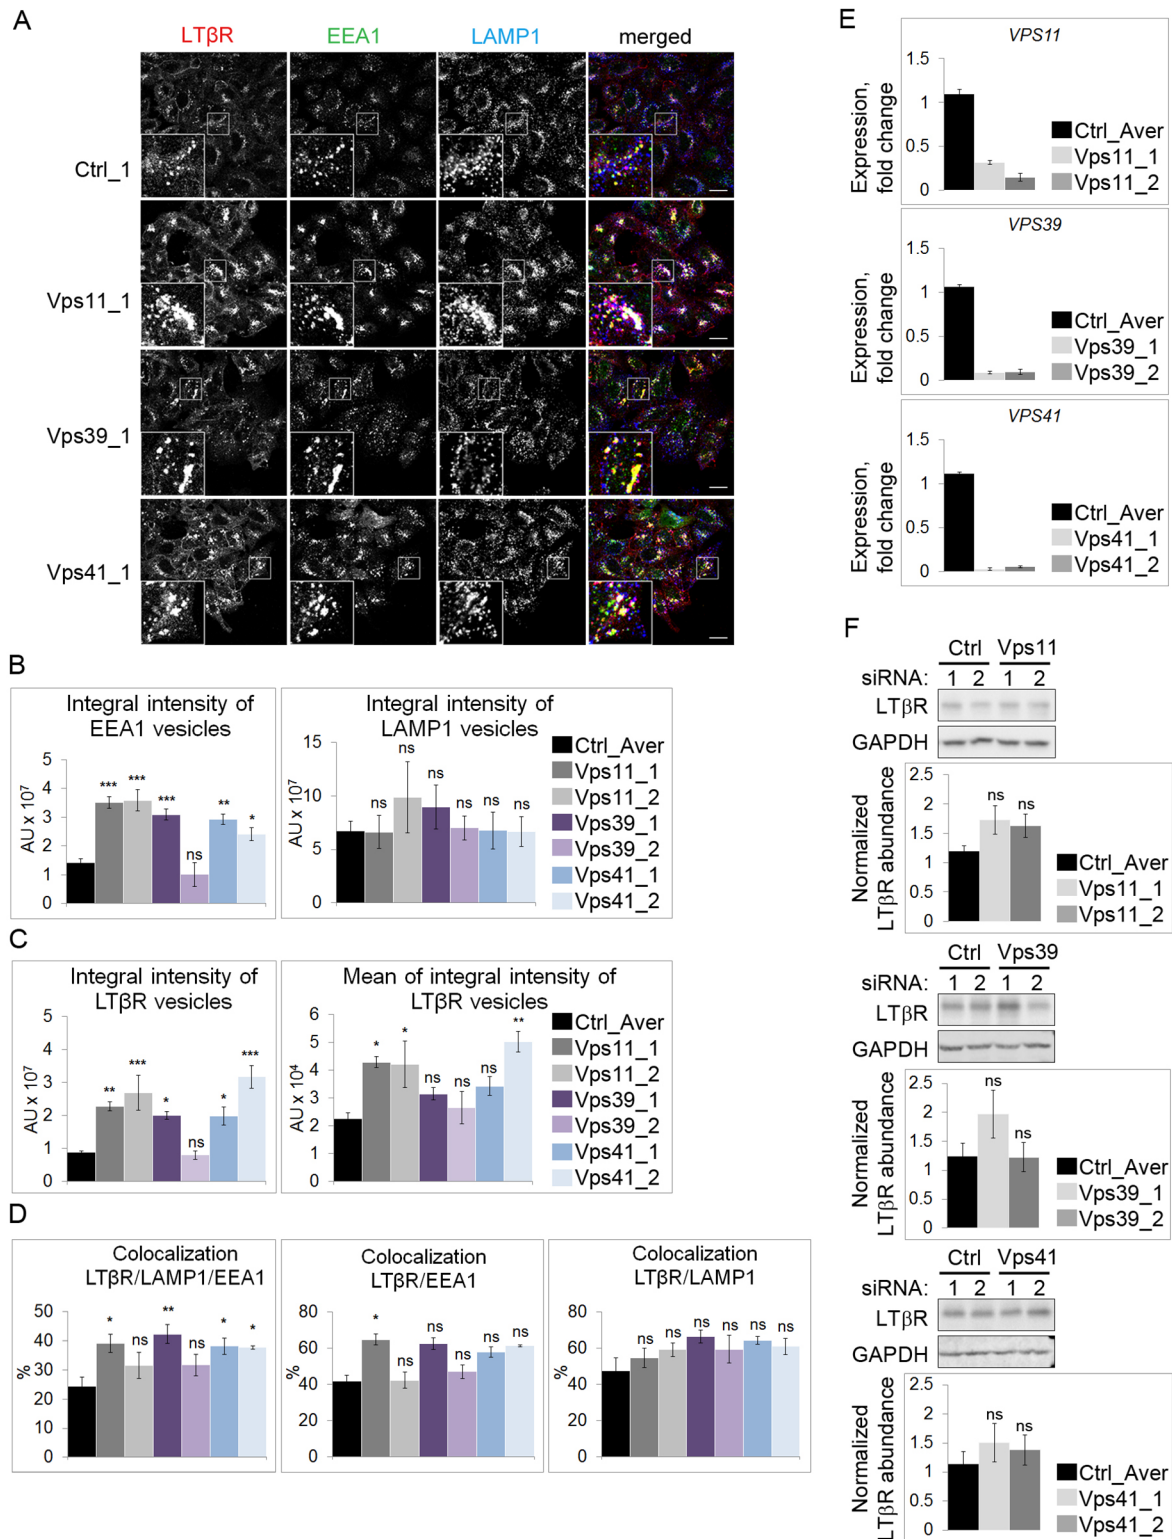 A
LTβR EEA1 LAMP1 merged
Ctrl_1
Vps11_1
Vps39_1
Vps41_1
B
Integral intensity of
EEA1 vesicles
AU x 10⁷
5
4
3
2
1
0
*** *** *** ns ** *
Integral intensity of
LAMP1 vesicles
AU x 10⁷
15
10
5
0
ns ns ns ns ns ns
Ctrl_Aver
Vps11_1
Vps11_2
Vps39_1
Vps39_2
Vps41_1
Vps41_2
C
Integral intensity of
LTβR vesicles
AU x 10⁷
4
3
2
1
0
** *** * ns * ***
Mean of integral intensity of
LTβR vesicles
AU x 10⁴
6
5
4
3
2
1
0
* * ns ns ns **
Ctrl_Aver
Vps11_1
Vps11_2
Vps39_1
Vps39_2
Vps41_1
Vps41_2
D
Colocalization
LTβR/LAMP1/EEA1
%
50
40
30
20
10
0
* ns ** ns * *
Colocalization
LTβR/EEA1
%
80
60
40
20
0
* ns ns ns ns ns
Colocalization
LTβR/LAMP1
%
80
60
40
20
0
ns ns ns ns ns ns
E
VPS11
Expression,
fold change
1.5
1
0.5
0
Ctrl_Aver
Vps11_1
Vps11_2
VPS39
Expression,
fold change
1.5
1
0.5
0
Ctrl_Aver
Vps39_1
Vps39_2
VPS41
Expression,
fold change
1.5
1
0.5
0
Ctrl_Aver
Vps41_1
Vps41_2
F
Ctrl Vps11
siRNA: 1 2 1 2
LTβR
GAPDH
Normalized
LTβR abundance
2.5
2
1.5
1
0.5
0
ns ns
Ctrl_Aver
Vps11_1
Vps11_2
Ctrl Vps39
siRNA: 1 2 1 2
LTβR
GAPDH
Normalized
LTβR abundance
2.5
2
1.5
1
0.5
0
ns ns
Ctrl_Aver
Vps39_1
Vps39_2
Ctrl Vps41
siRNA: 1 2 1 2
LTβR
GAPDH
Normalized
LTβR abundance
2.5
2
1.5
1
0.5
0
ns ns
Ctrl_Aver
Vps41_1
Vps41_2